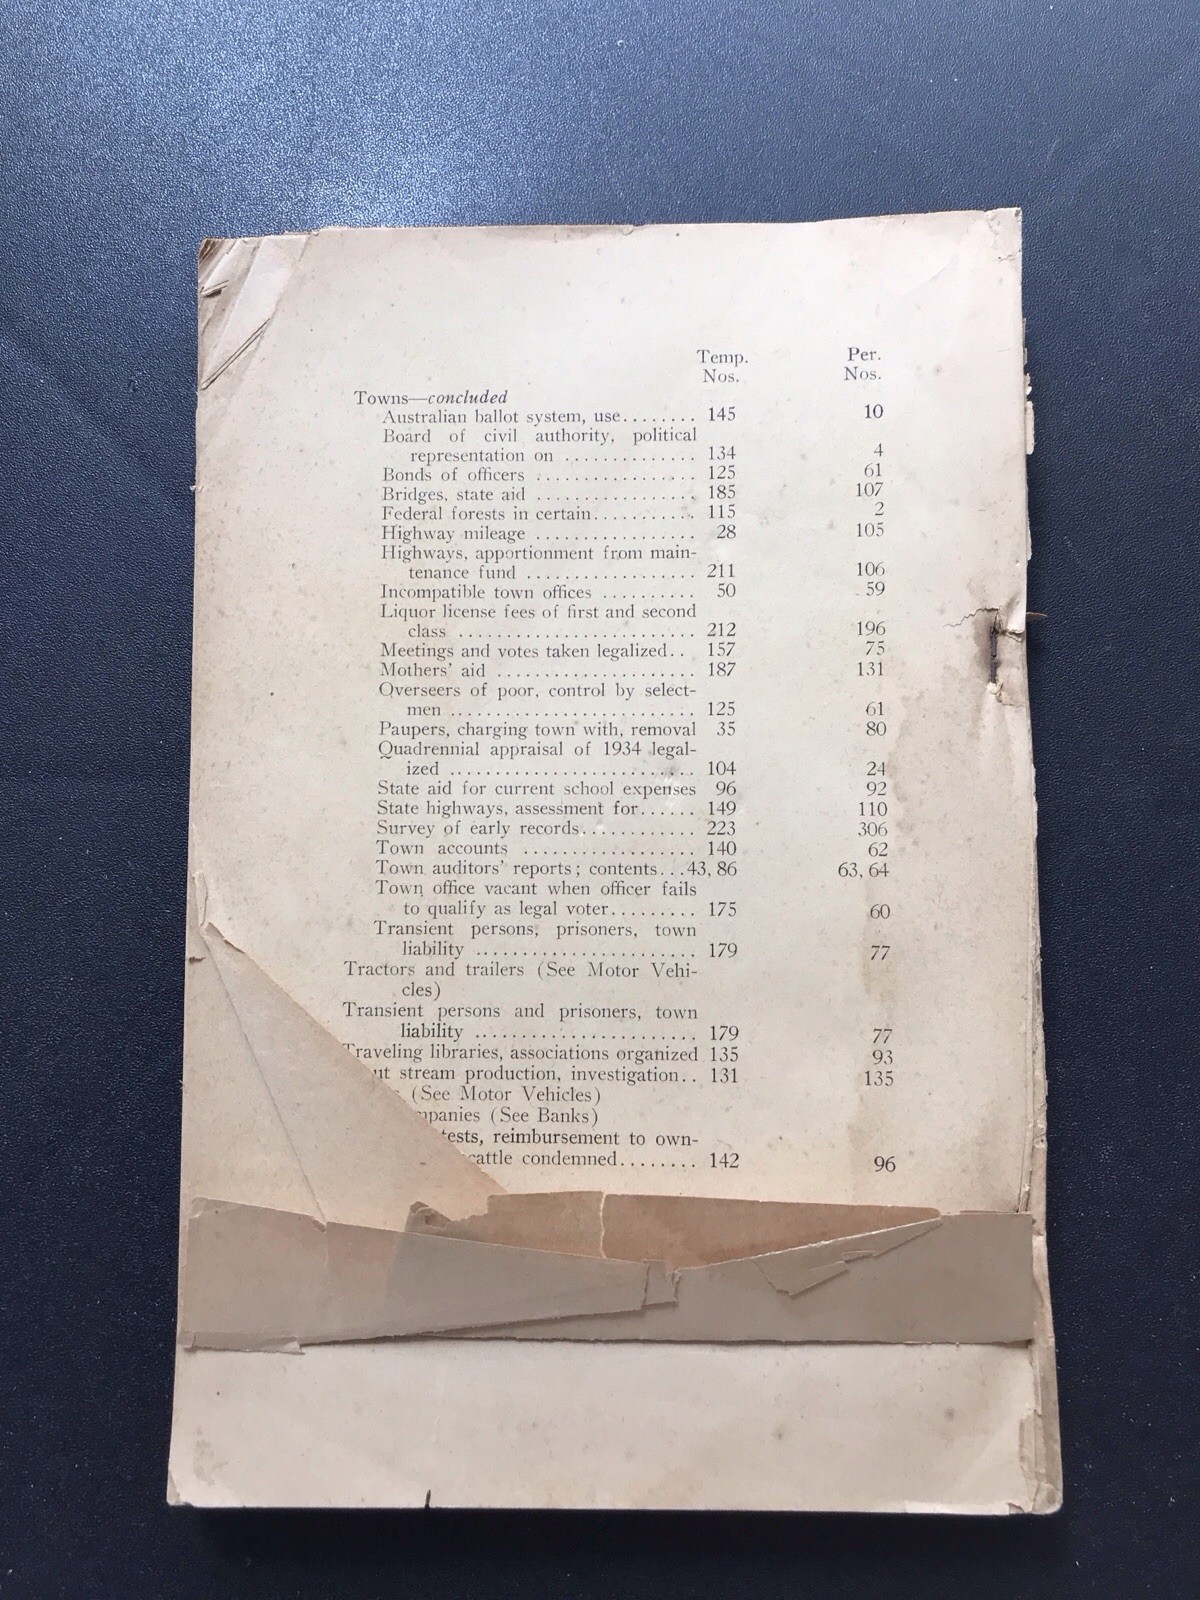 Temp. Per.
Nos. Nos.
Towns—concluded
Australian ballot system, use........ 145 10
Board of civil authority, political
representation on .............. 134 4
Bonds of officers ................. 125 61
Bridges, state aid ................. 185 107
Federal forests in certain........... 115 2
Highway mileage ................. 28 105
Highways, apportionment from main-
tenance fund .................. 211 106
Incompatible town offices .......... 50 59
Liquor license fees of first and second
class ......................... 212 196
Meetings and votes taken legalized.. 157 75
Mothers' aid ..................... 187 131
Overseers of poor, control by select-
men .......................... 125 61
Paupers, charging town with, removal 35 80
Quadrennial appraisal of 1934 legal-
ized .......................... 104 24
State aid for current school expenses 96 92
State highways, assessment for...... 149 110
Survey of early records............ 223 306
Town accounts .................. 140 62
Town auditors' reports; contents...43, 86 63, 64
Town office vacant when officer fails
to qualify as legal voter......... 175 60
Transient persons, prisoners, town
liability ........................ 179 77
Tractors and trailers (See Motor Vehi-
cles)
Transient persons and prisoners, town
liability ........................ 179 77
Traveling libraries, associations organized 135 93
ut stream production, investigation.. 131 135
(See Motor Vehicles)
mpanies (See Banks)
tests, reimbursement to own-
cattle condemned........ 142 96